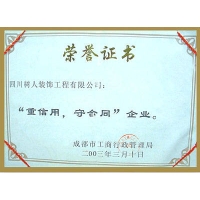 荣誉证书
四川树人装饰工程有限公司：
“重信用，守合同”企业。
成都市工商行政管理局
二00三年三月十日